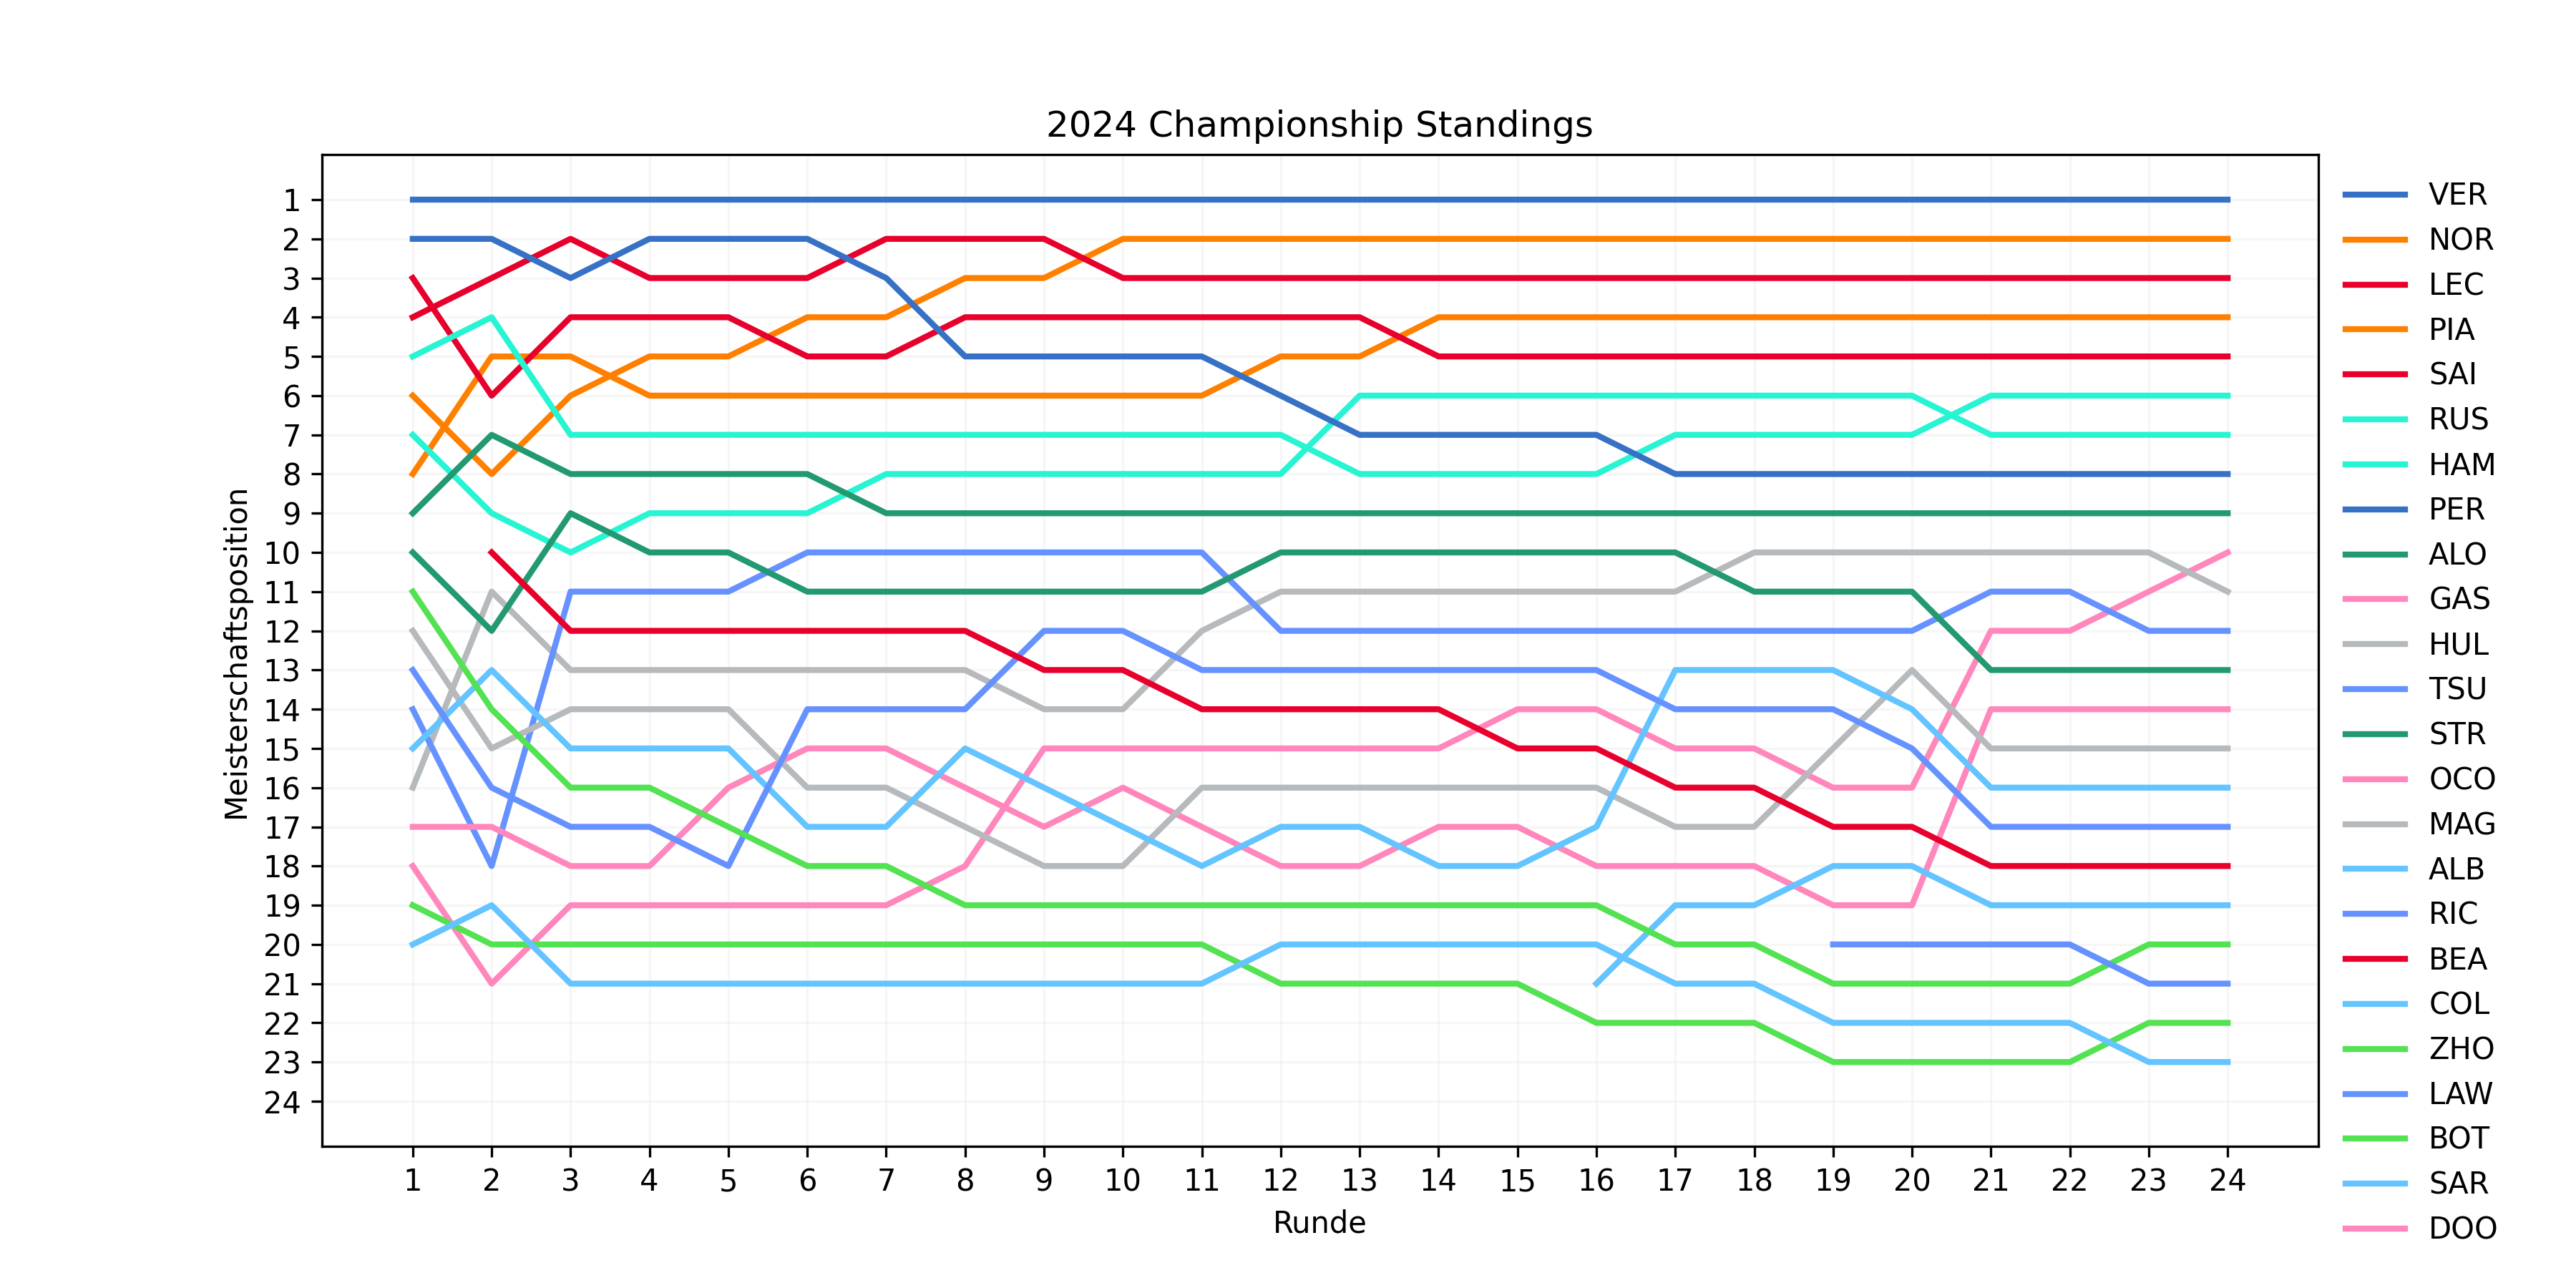 2024 Championship Standings
Meisterschaftsposition
1
2
3
4
5
6
7
8
9
10
11
12
13
14
15
16
17
18
19
20
21
22
23
24
1 2 3 4 5 6 7 8 9 10 11 12 13 14 15 16 17 18 19 20 21 22 23 24
Runde
VER
NOR
LEC
PIA
SAI
RUS
HAM
PER
ALO
GAS
HUL
TSU
STR
OCO
MAG
ALB
RIC
BEA
COL
ZHO
LAW
BOT
SAR
DOO